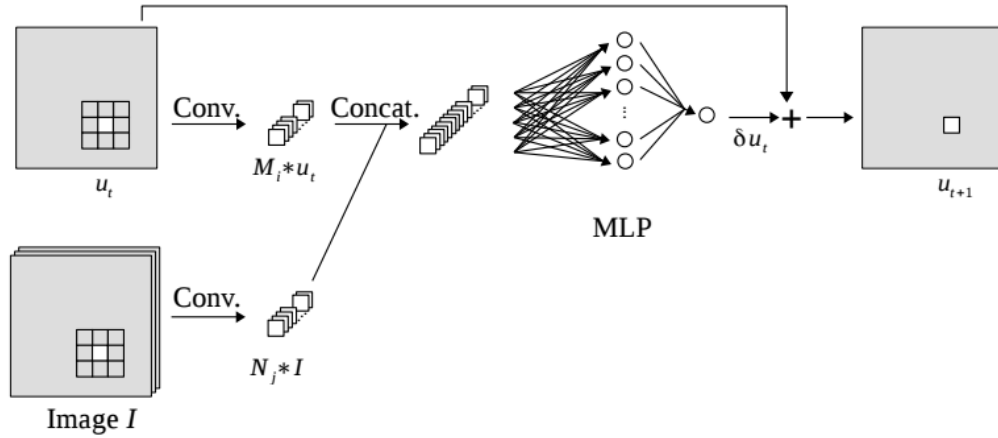 Conv.
Concat.
u_t
M_i*u_t
...
MLP
δu_t
+
u_{t+1}
Conv.
N_j*I
Image I